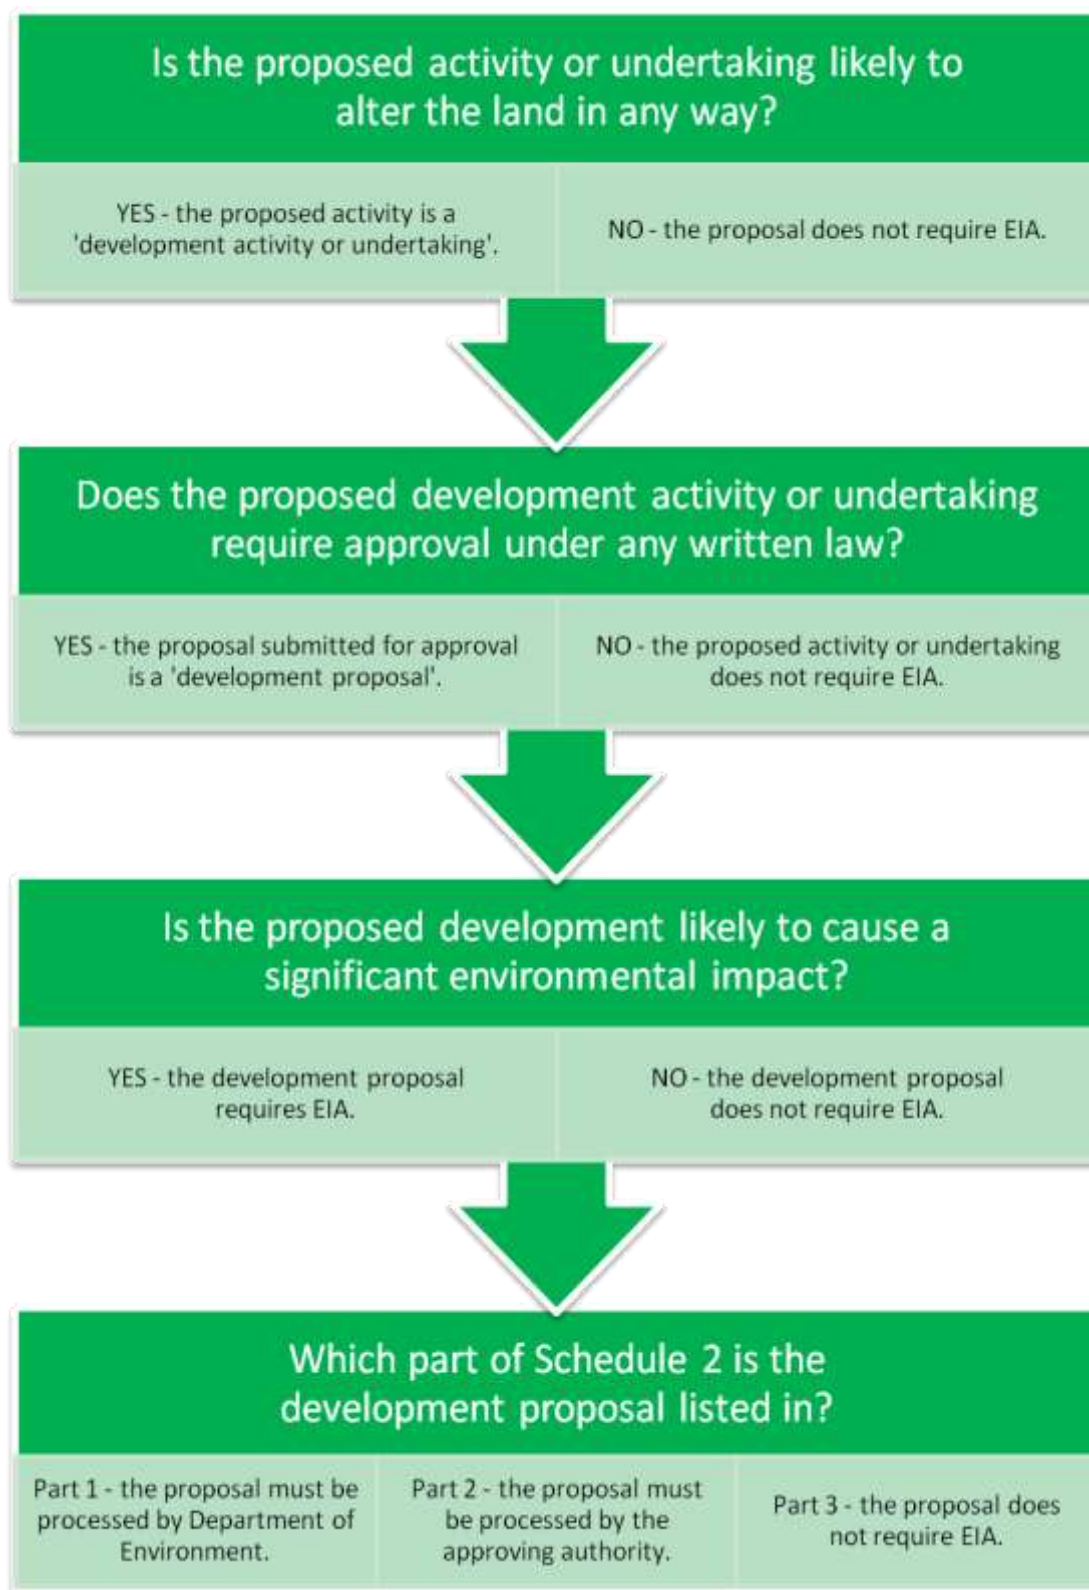 Is the proposed activity or undertaking likely to
alter the land in any way?
YES - the proposed activity is a
'development activity or undertaking'.
NO - the proposal does not require EIA.
Does the proposed development activity or undertaking
require approval under any written law?
YES - the proposal submitted for approval
is a 'development proposal'.
NO - the proposed activity or undertaking
does not require EIA.
Is the proposed development likely to cause a
significant environmental impact?
YES - the development proposal
requires EIA.
NO - the development proposal
does not require EIA.
Which part of Schedule 2 is the
development proposal listed in?
Part 1 - the proposal must be
processed by Department of
Environment.
Part 2 - the proposal must
be processed by the
approving authority.
Part 3 - the proposal does
not require EIA.